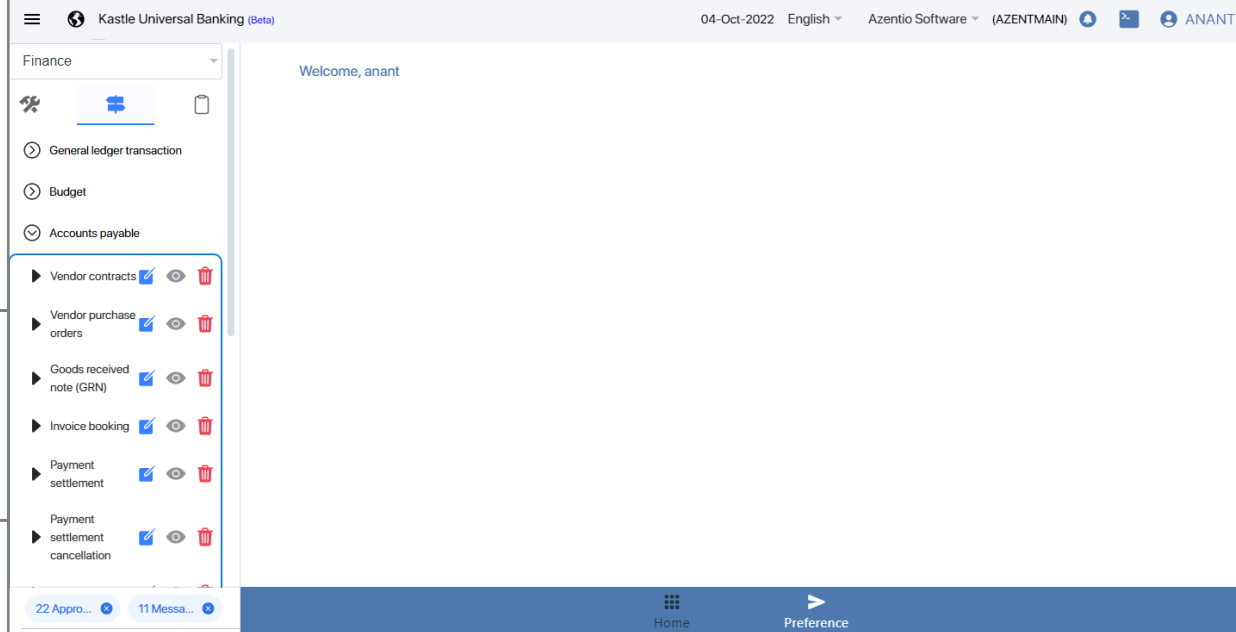 Kastle Universal Banking (Beta)
04-Oct-2022 English Azentio Software (AZENTMAIN) ANANT
Finance
Welcome, anant
General ledger transaction
Budget
Accounts payable
Vendor contracts
Vendor purchase
orders
Goods received
note (GRN)
Invoice booking
Payment
settlement
Payment
settlement
cancellation
22 Appro...
11 Messa...
Home
Preference